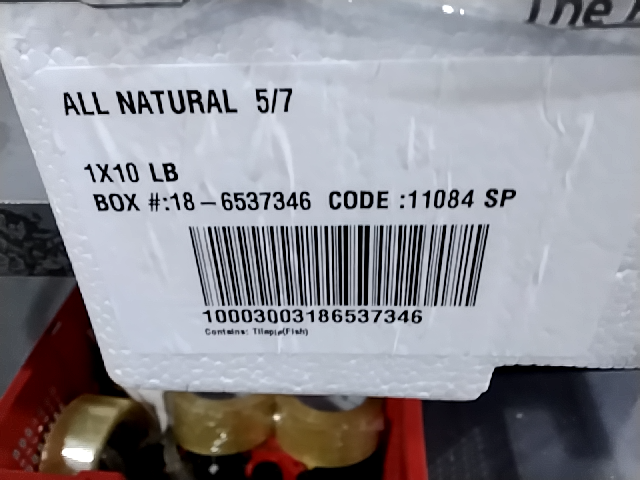 The
ALL NATURAL 5/7
1X10 LB
BOX #:18-6537346 CODE :11084 SP
10003003186537346
Contains: Tilapia(Fish)